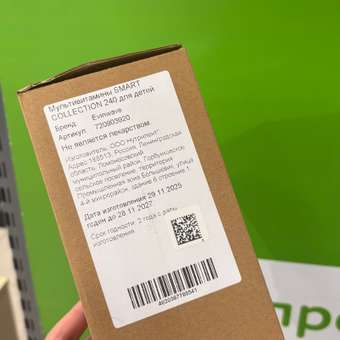 Мультивитамины SMART
COLLECTION 240 для детей
Бренд Evinwave
Артикул 720603920
Не является лекарством
Изготовитель, ООО Нутрилент
Адрес 188513, Россия, Ленинградская
область, Ломоносовский
муниципальный район, Горбунковское
сельское поселение, территория
Промышленная зона Большевик, улица
4-й микрорайон, здание 6 строение 1
Дата изготовления 29.11.2025
годен до 28.11.2027
Срок годности: 2 года с даты
изготовления
про